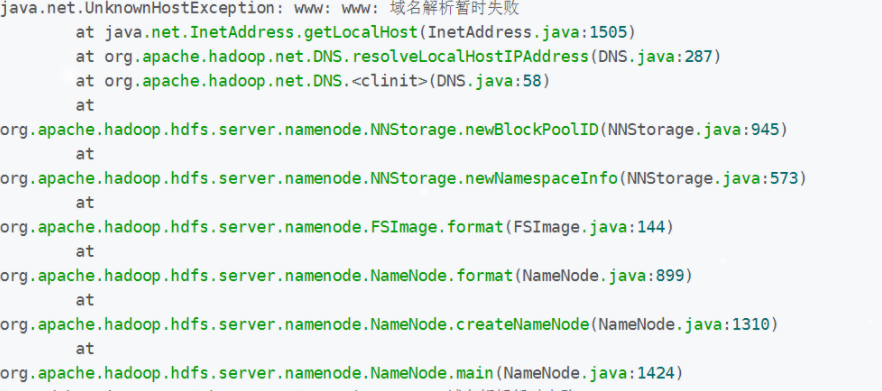 java.net.UnknownHostException: www: www: 域名解析暂时失败
at java.net.InetAddress.getLocalHost(InetAddress.java:1505)
at org.apache.hadoop.net.DNS.resolveLocalHostIPAddress(DNS.java:287)
at org.apache.hadoop.net.DNS.<clinit>(DNS.java:58)
at
org.apache.hadoop.hdfs.server.namenode.NNStorage.newBlockPoolID(NNStorage.java:945)
at
org.apache.hadoop.hdfs.server.namenode.NNStorage.newNamespaceInfo(NNStorage.java:573)
at
org.apache.hadoop.hdfs.server.namenode.FSImage.format(FSImage.java:144)
at
org.apache.hadoop.hdfs.server.namenode.NameNode.format(NameNode.java:899)
at
org.apache.hadoop.hdfs.server.namenode.NameNode.createNameNode(NameNode.java:1310)
at
org.apache.hadoop.hdfs.server.namenode.NameNode.main(NameNode.java:1424)